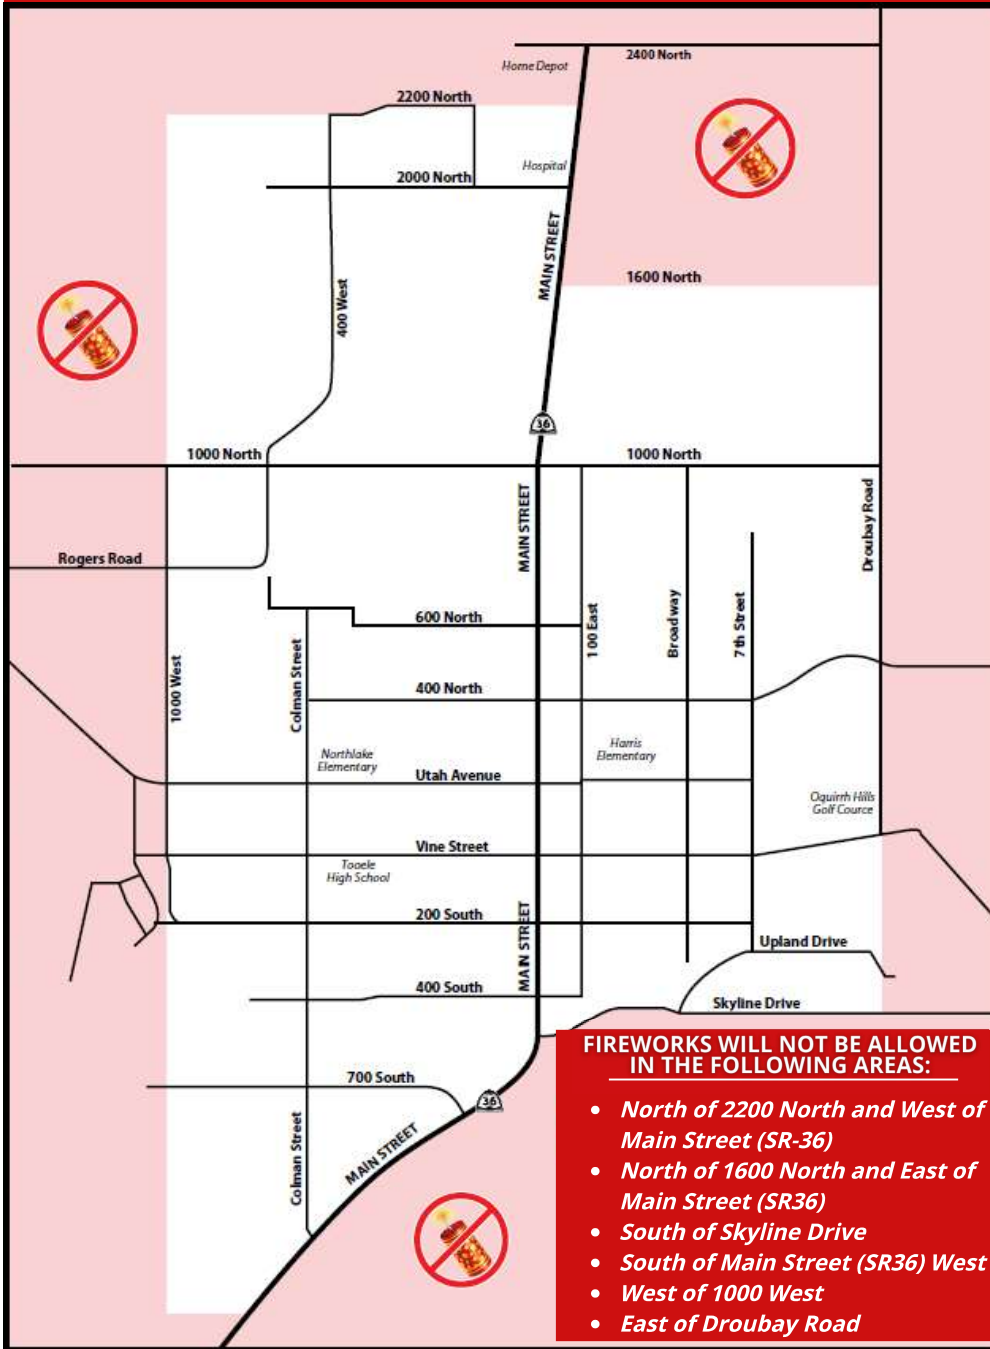 2400 North
Home Depot
2200 North
Hospital
2000 North
MAIN STREET
1600 North
400 West
36
1000 North
1000 North
MAIN STREET
Droubay Road
Rogers Road
600 North
100 East
Broadway
7th Street
1000 West
Colman Street
400 North
Northlake
Elementary
Harris
Elementary
Utah Avenue
Oquirrh Hills
Golf Cource
Vine Street
Tooele
High School
200 South
MAIN STREET
Upland Drive
400 South
Skyline Drive
700 South
36
Colman Street
MAIN STREET
FIREWORKS WILL NOT BE ALLOWED
IN THE FOLLOWING AREAS:
• North of 2200 North and West of
Main Street (SR-36)
• North of 1600 North and East of
Main Street (SR36)
• South of Skyline Drive
• South of Main Street (SR36) West
• West of 1000 West
• East of Droubay Road